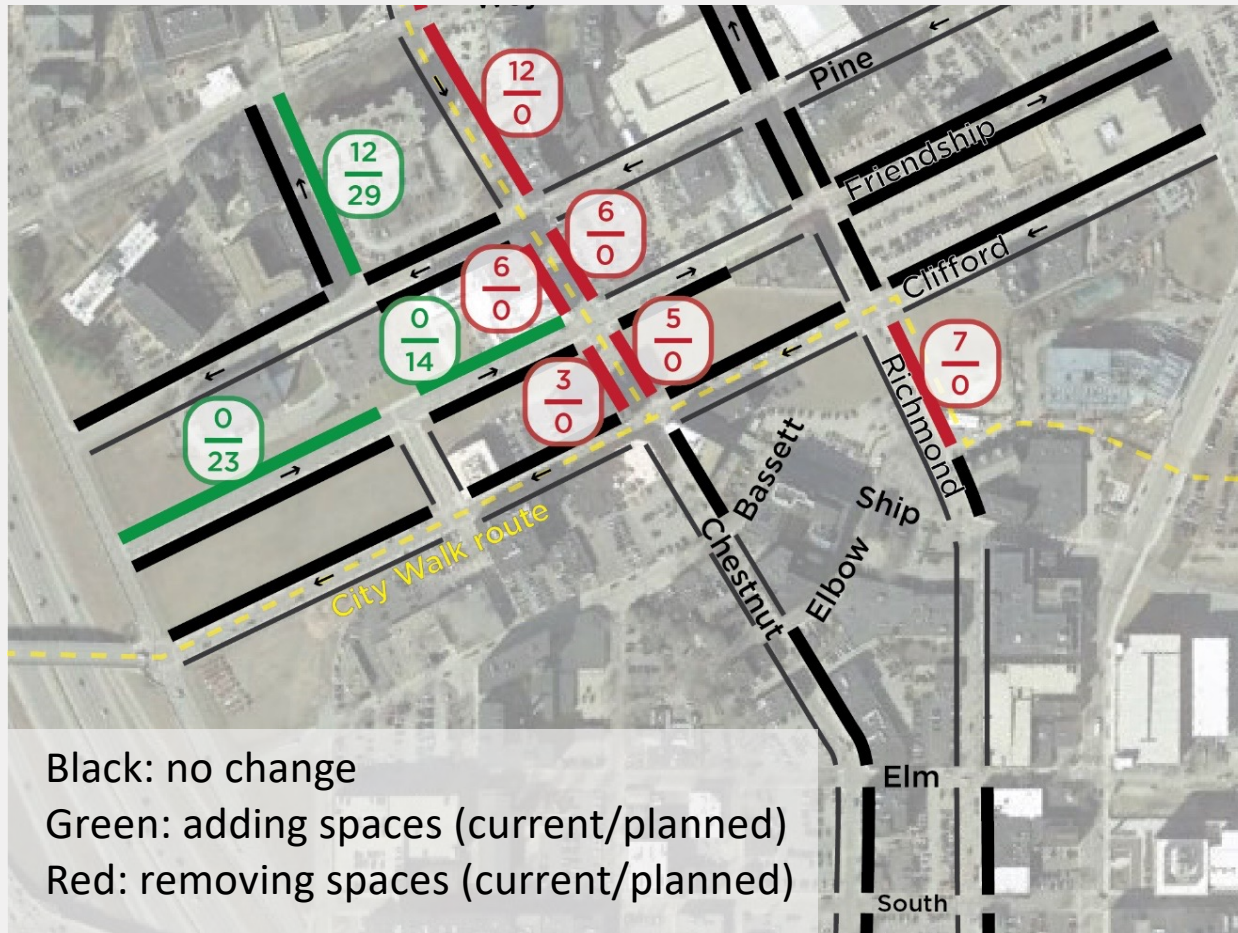 12
0
Pine
12
29
Friendship
6
0
6
0
Clifford
0
14
5
0
7
0
3
0
Richmond
0
23
Bassett
Ship
Chestnut
Elbow
City Walk route
Elm
South
Black: no change
Green: adding spaces (current/planned)
Red: removing spaces (current/planned)